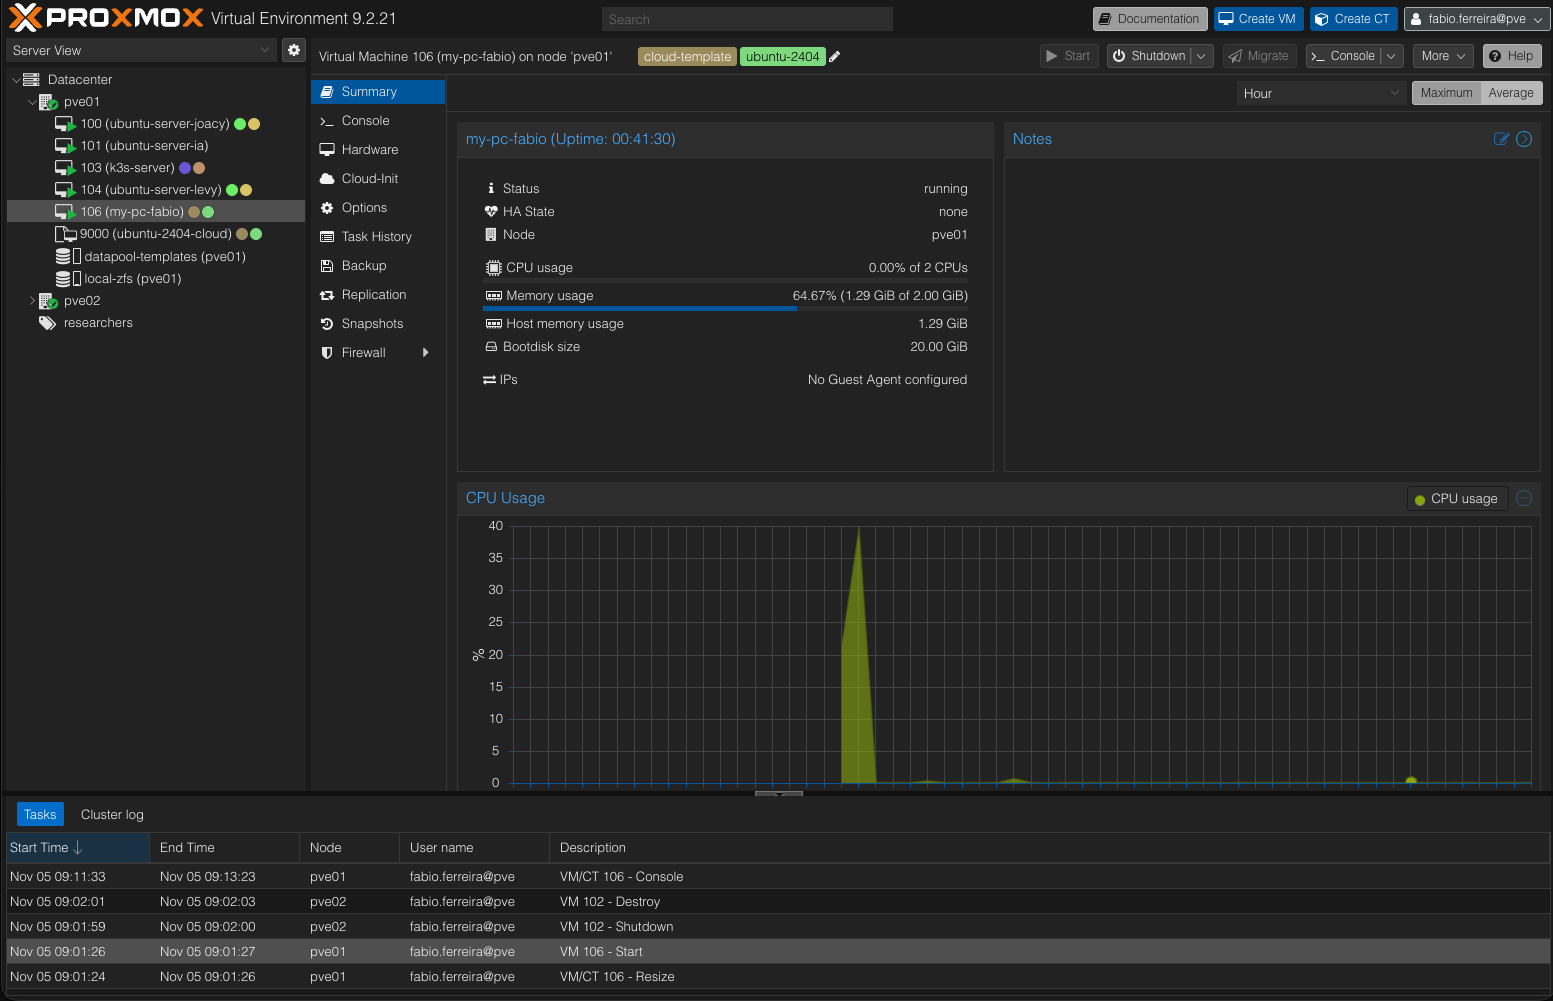 PROXMOX Virtual Environment 9.2.21 Search Documentation Create VM Create CT fabio.ferreira@pve
Server View
Virtual Machine 106 (my-pc-fabio) on node 'pve01' cloud-template ubuntu-2404 Start Shutdown Migrate Console More Help
Datacenter
pve01
100 (ubuntu-server-joacy)
101 (ubuntu-server-ia)
103 (k3s-server)
104 (ubuntu-server-levy)
106 (my-pc-fabio)
9000 (ubuntu-2404-cloud)
datapool-templates (pve01)
local-zfs (pve01)
pve02
researchers
Summary
Console
Hardware
Cloud-Init
Options
Task History
Backup
Replication
Snapshots
Firewall
Hour Maximum Average
my-pc-fabio (Uptime: 00:41:30)
Status running
HA State none
Node pve01
CPU usage 0.00% of 2 CPUs
Memory usage 64.67% (1.29 GiB of 2.00 GiB)
Host memory usage 1.29 GiB
Bootdisk size 20.00 GiB
IPs No Guest Agent configured
Notes
CPU Usage CPU usage
40
35
30
25
20
15
10
5
0
%
Tasks Cluster log
Start Time End Time Node User name Description
Nov 05 09:11:33 Nov 05 09:13:23 pve01 fabio.ferreira@pve VM/CT 106 - Console
Nov 05 09:02:01 Nov 05 09:02:03 pve02 fabio.ferreira@pve VM 102 - Destroy
Nov 05 09:01:59 Nov 05 09:02:00 pve02 fabio.ferreira@pve VM 102 - Shutdown
Nov 05 09:01:26 Nov 05 09:01:27 pve01 fabio.ferreira@pve VM 106 - Start
Nov 05 09:01:24 Nov 05 09:01:26 pve01 fabio.ferreira@pve VM/CT 106 - Resize